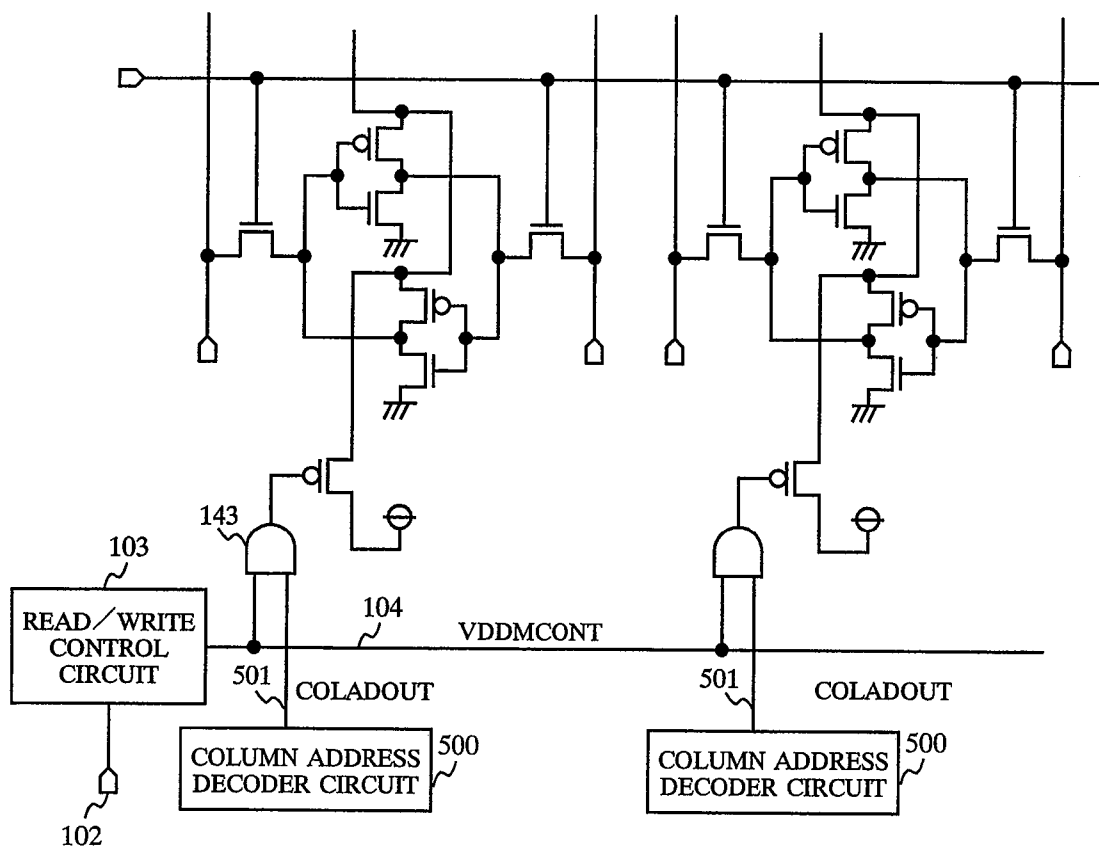 143
103
READ/WRITE
CONTROL
CIRCUIT
104
VDDMCONT
501
COLADOUT
501
COLADOUT
COLUMN ADDRESS
DECODER CIRCUIT
500
COLUMN ADDRESS
DECODER CIRCUIT
500
102